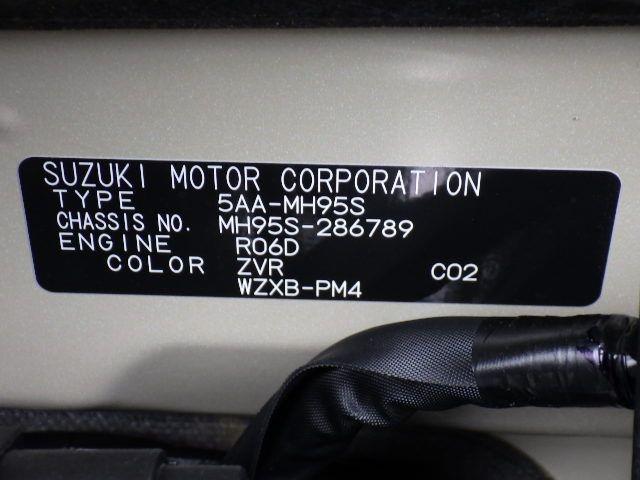 SUZUKI MOTOR CORPORATION
TYPE 5AA-MH95S
CHASSIS NO. MH95S-286789
ENGINE R06D
COLOR ZVR C02
WZXB-PM4